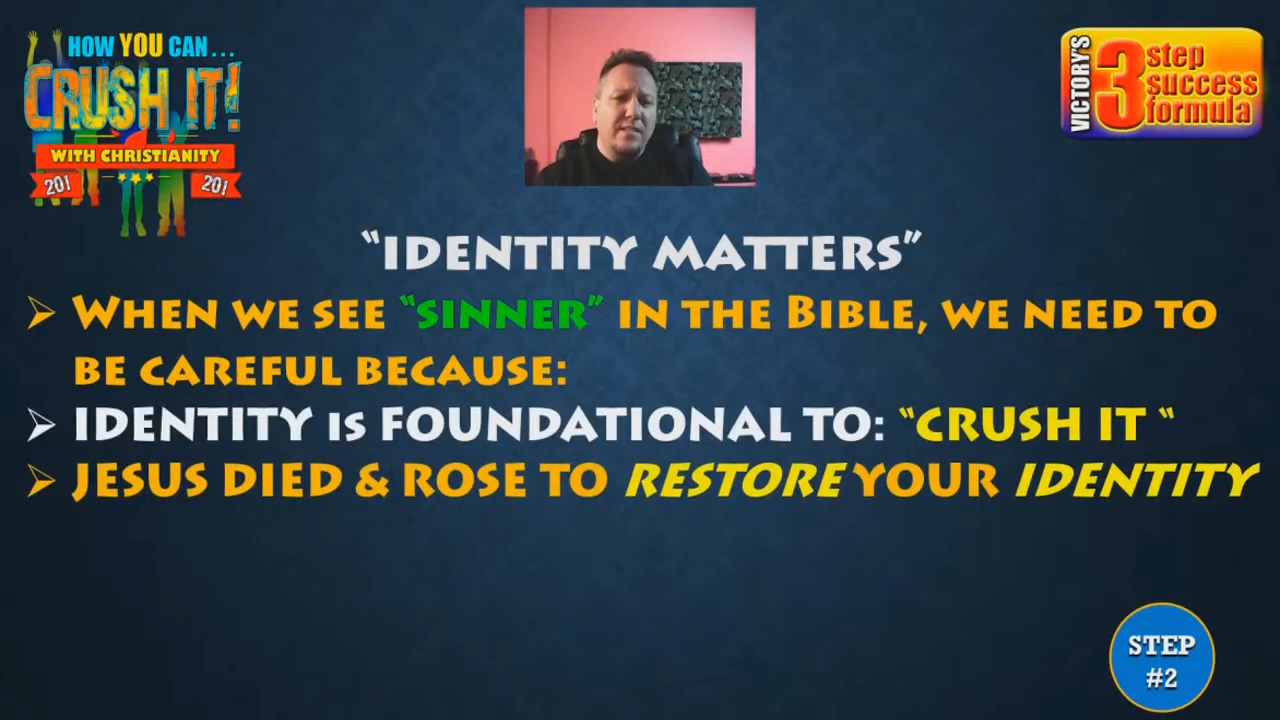 HOW YOU CAN...
CRUSH IT!
WITH CHRISTIANITY
201 201
VICTORY'S
3 step
success
formula
“IDENTITY MATTERS”
WHEN WE SEE “SINNER” IN THE BIBLE, WE NEED TO
BE CAREFUL BECAUSE:
IDENTITY is FOUNDATIONAL TO: “CRUSH IT “
JESUS DIED & ROSE TO RESTORE YOUR IDENTITY
STEP
#2